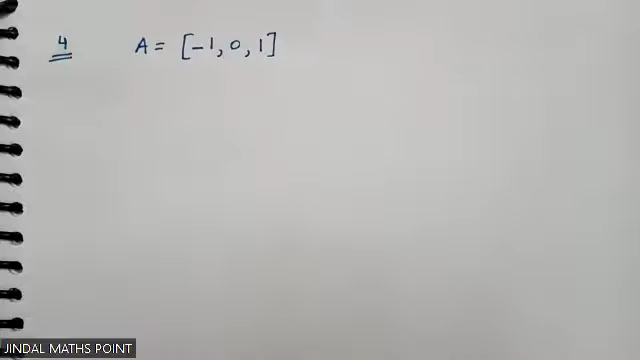 4 A = [-1, 0, 1]
JINDAL MATHS POINT